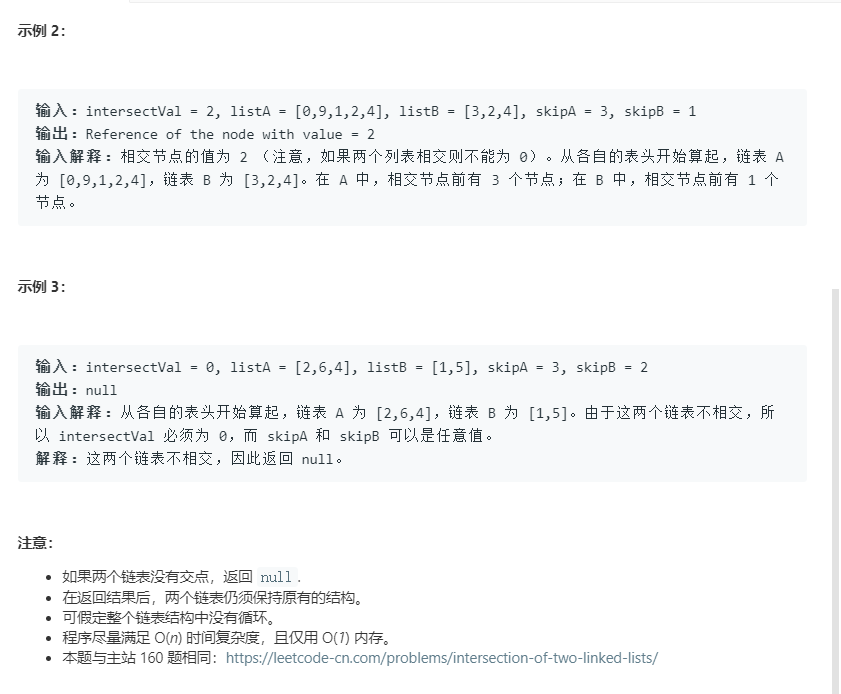 示例 2：
输入：intersectVal = 2, listA = [0,9,1,2,4], listB = [3,2,4], skipA = 3, skipB = 1
输出：Reference of the node with value = 2
输入解释：相交节点的值为 2 （注意，如果两个列表相交则不能为 0）。从各自的表头开始算起，链表 A
为 [0,9,1,2,4]，链表 B 为 [3,2,4]。在 A 中，相交节点前有 3 个节点；在 B 中，相交节点前有 1 个
节点。
示例 3：
输入：intersectVal = 0, listA = [2,6,4], listB = [1,5], skipA = 3, skipB = 2
输出：null
输入解释：从各自的表头开始算起，链表 A 为 [2,6,4]，链表 B 为 [1,5]。由于这两个链表不相交，所
以 intersectVal 必须为 0，而 skipA 和 skipB 可以是任意值。
解释：这两个链表不相交，因此返回 null。
注意：
• 如果两个链表没有交点，返回 null.
• 在返回结果后，两个链表仍须保持原有的结构。
• 可假定整个链表结构中没有循环。
• 程序尽量满足 O(n) 时间复杂度，且仅用 O(1) 内存。
• 本题与主站 160 题相同：https://leetcode-cn.com/problems/intersection-of-two-linked-lists/